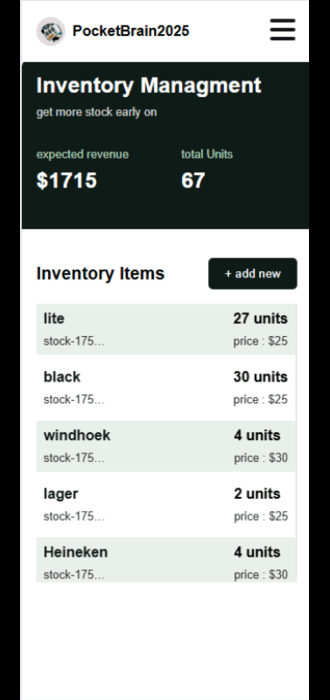 PocketBrain2025
Inventory Managment
get more stock early on
expected revenue total Units
$1715 67
Inventory Items + add new
lite 27 units
stock-175... price : $25
black 30 units
stock-175... price : $25
windhoek 4 units
stock-175... price : $30
lager 2 units
stock-175... price : $25
Heineken 4 units
stock-175... price : $30